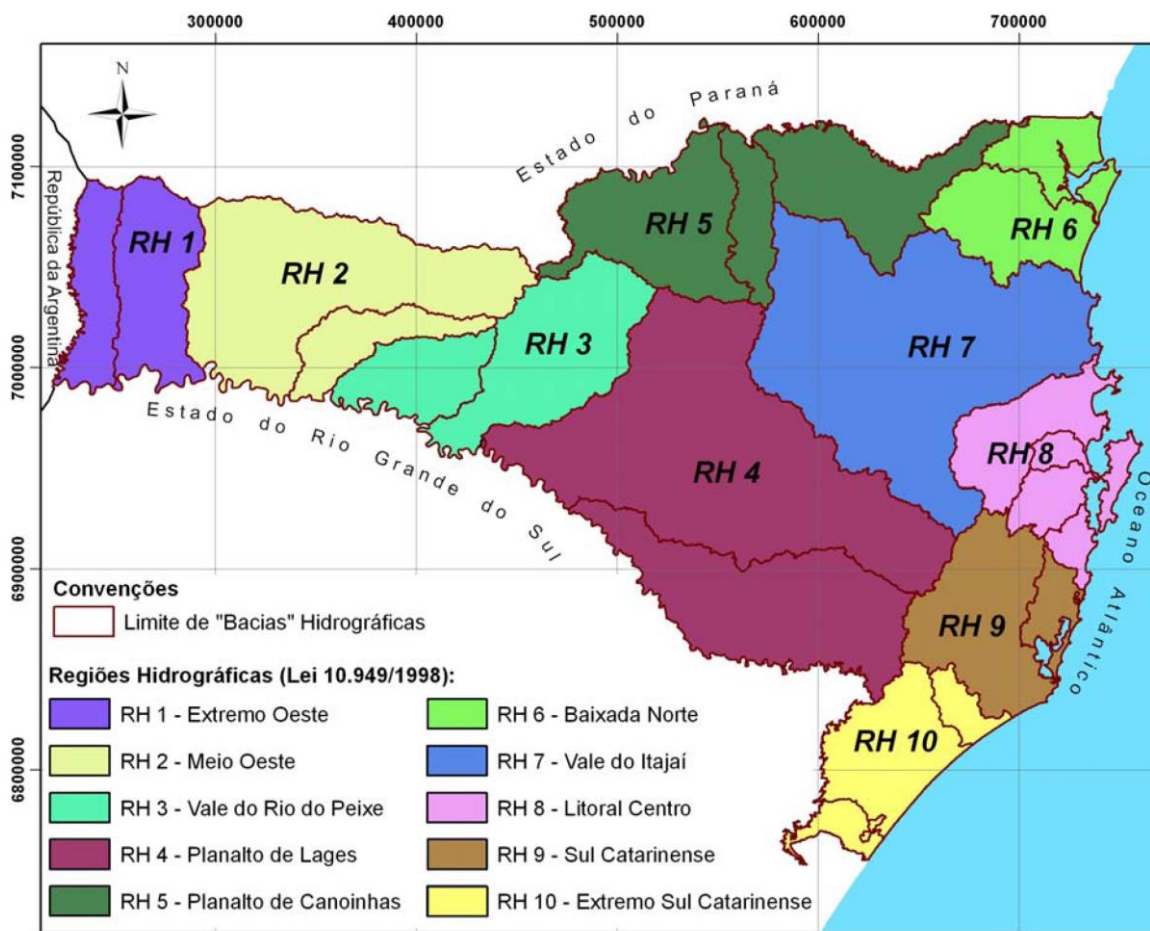 300000 400000 500000 600000 700000
N
Estado do Paraná
7100000
República da Argentina
RH 1
RH 2
RH 5
RH 6
RH 3
RH 7
7000000
Estado do Rio Grande do Sul
RH 4
RH 8
Oceano Atlântico
6900000
RH 9
RH 10
6800000
Convenções
Limite de "Bacias" Hidrográficas
Regiões Hidrográficas (Lei 10.949/1998):
RH 1 - Extremo Oeste
RH 2 - Meio Oeste
RH 3 - Vale do Rio do Peixe
RH 4 - Planalto de Lages
RH 5 - Planalto de Canoinhas
RH 6 - Baixada Norte
RH 7 - Vale do Itajaí
RH 8 - Litoral Centro
RH 9 - Sul Catarinense
RH 10 - Extremo Sul Catarinense